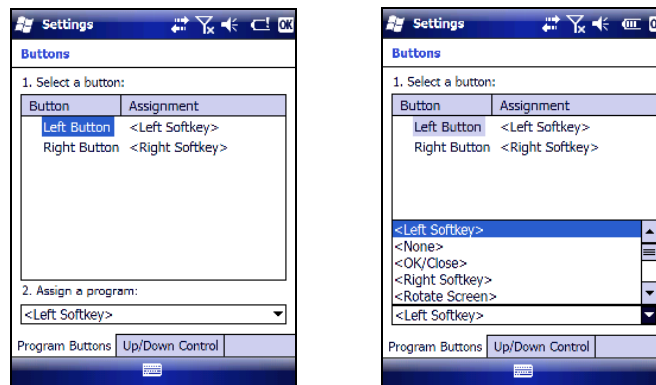 Settings
OK
Buttons
1. Select a button:
Button Assignment
Left Button <Left Softkey>
Right Button <Right Softkey>
2. Assign a program:
<Left Softkey>
Program Buttons Up/Down Control
Settings
Buttons
1. Select a button:
Button Assignment
Left Button <Left Softkey>
Right Button <Right Softkey>
<Left Softkey>
<None>
<OK/Close>
<Right Softkey>
<Rotate Screen>
<Left Softkey>
Program Buttons Up/Down Control